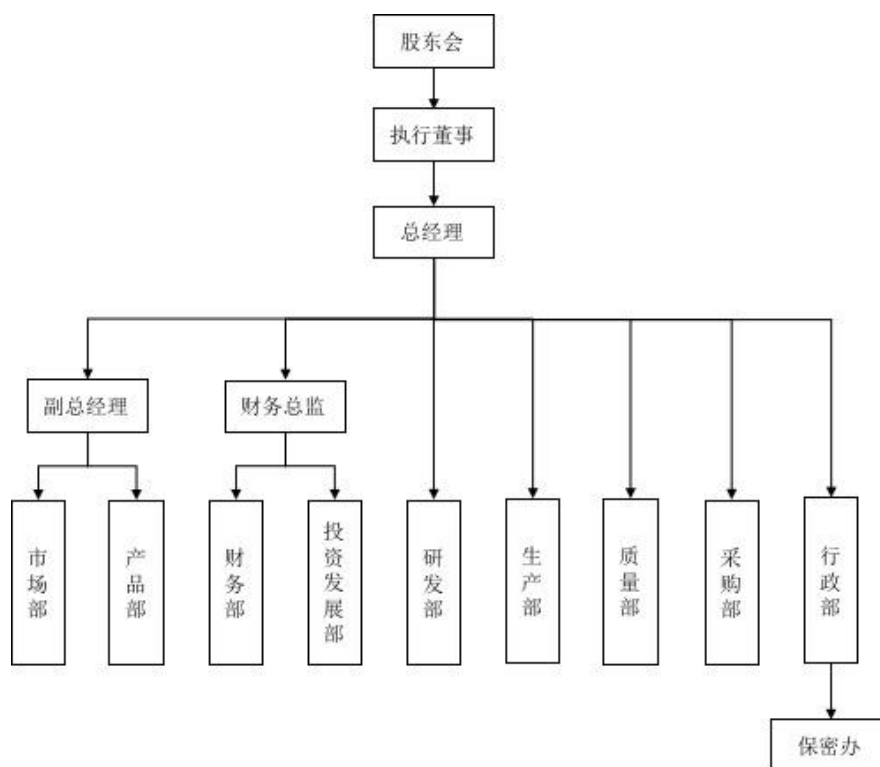 股东会
执行董事
总经理
副总经理
财务总监
市场部
产品部
财务部
投资发展部
研发部
生产部
质量部
采购部
行政部
保密办